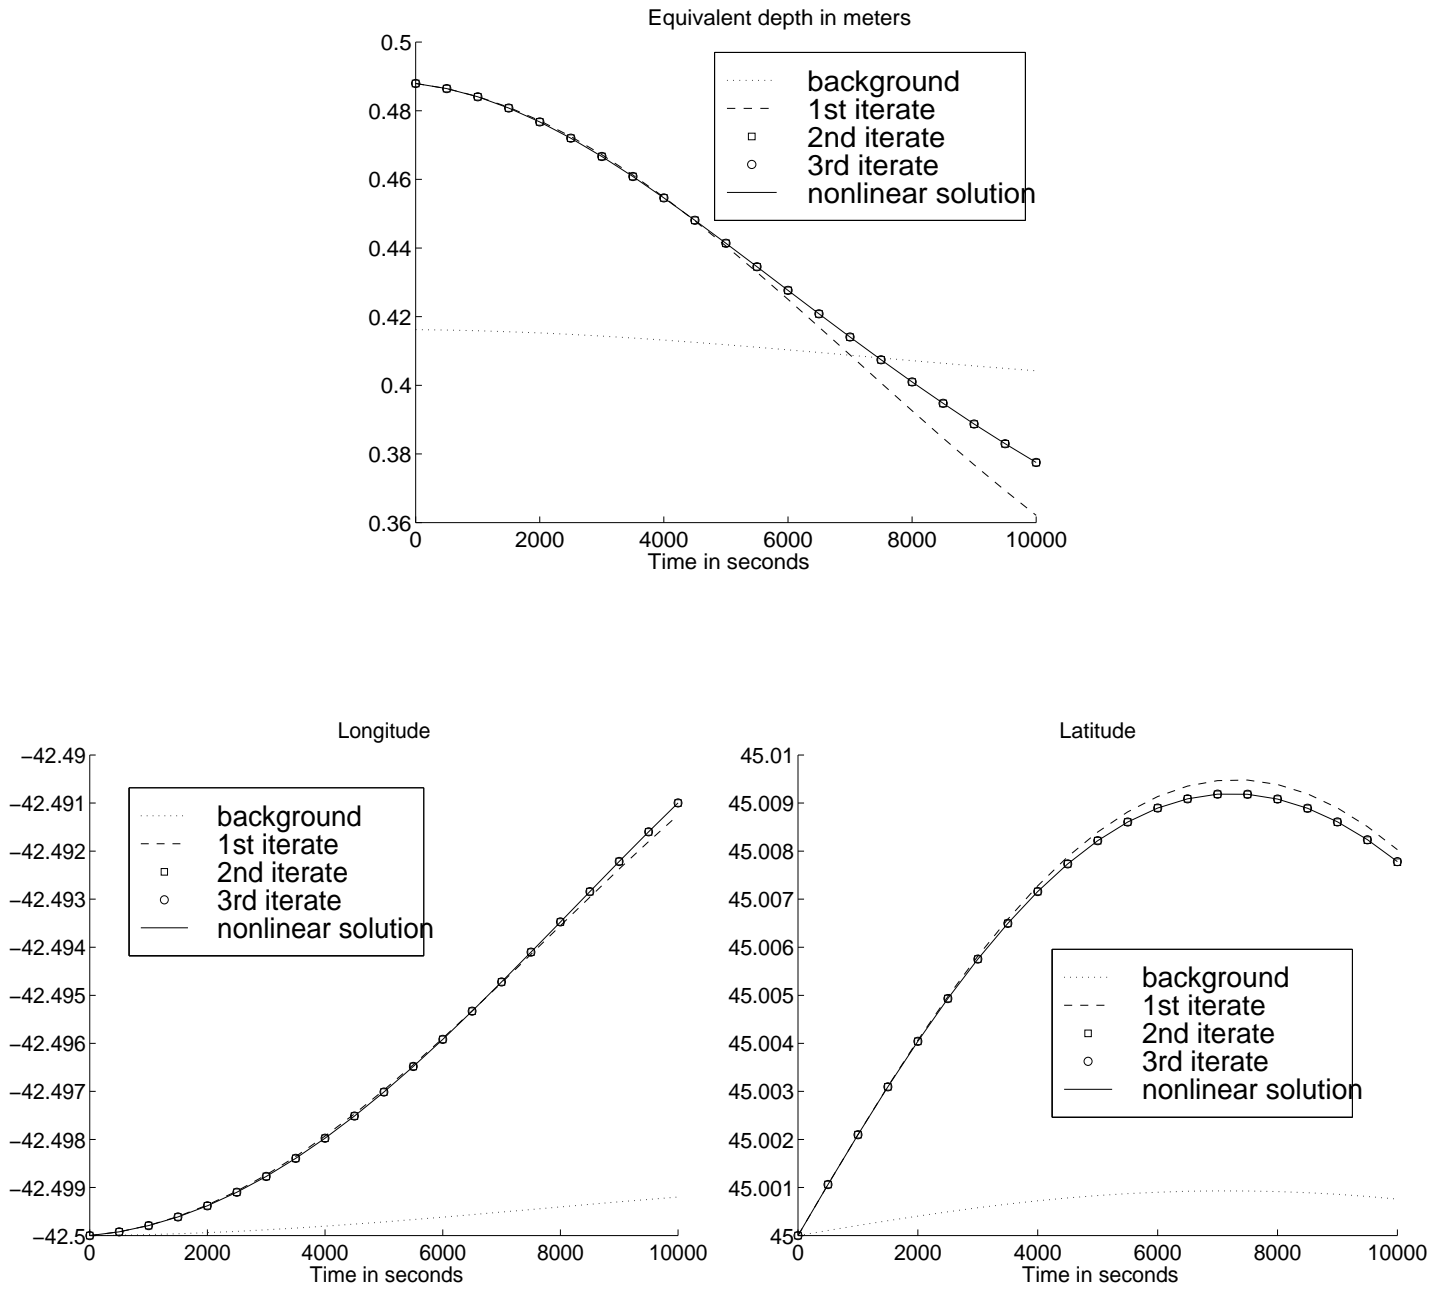 Equivalent depth in meters
0.5
0.48
0.46
0.44
0.42
0.4
0.38
0.36
background
1st iterate
2nd iterate
3rd iterate
nonlinear solution
0 2000 4000 6000 8000 10000
Time in seconds
Longitude
−42.49
−42.491
−42.492
−42.493
−42.494
−42.495
−42.496
−42.497
−42.498
−42.499
−42.5
background
1st iterate
2nd iterate
3rd iterate
nonlinear solution
0 2000 4000 6000 8000 10000
Time in seconds
Latitude
45.01
45.009
45.008
45.007
45.006
45.005
45.004
45.003
45.002
45.001
45
background
1st iterate
2nd iterate
3rd iterate
nonlinear solution
0 2000 4000 6000 8000 10000
Time in seconds